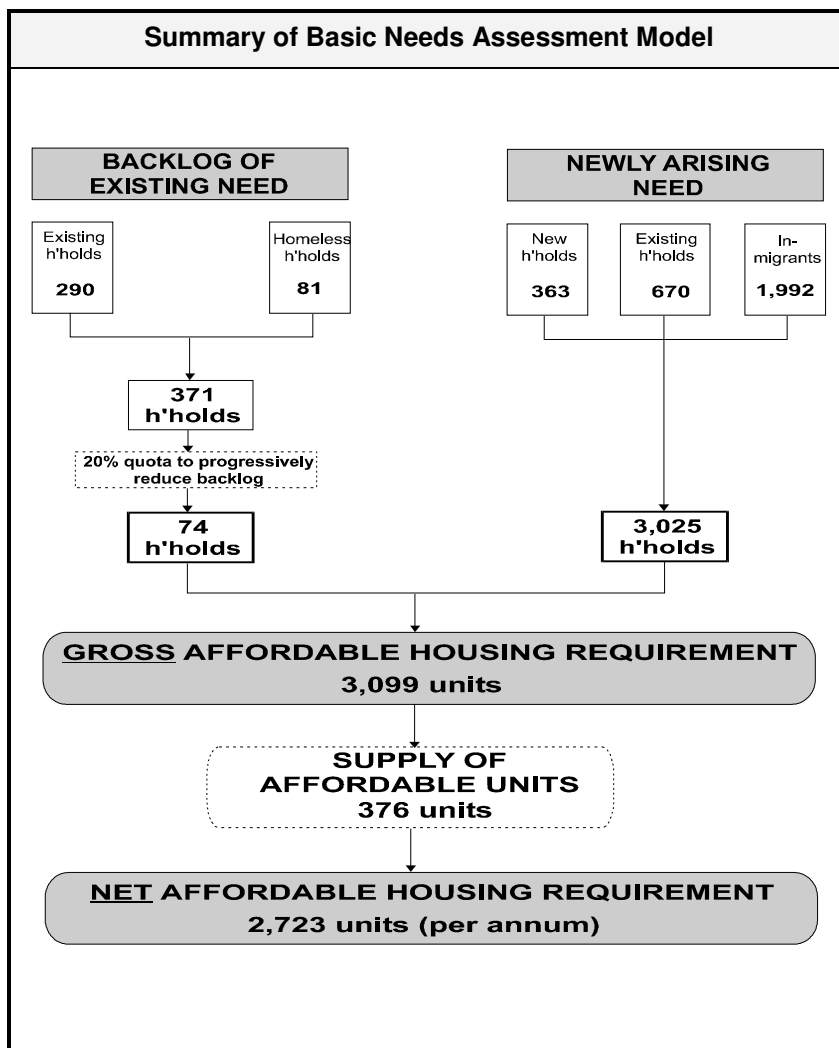 Summary of Basic Needs Assessment Model
BACKLOG OF
EXISTING NEED
Existing
h'holds
290
Homeless
h'holds
81
371
h'holds
20% quota to progressively
reduce backlog
74
h'holds
NEWLY ARISING
NEED
New
h'holds
363
Existing
h'holds
670
In-
migrants
1,992
3,025
h'holds
GROSS AFFORDABLE HOUSING REQUIREMENT
3,099 units
SUPPLY OF
AFFORDABLE UNITS
376 units
NET AFFORDABLE HOUSING REQUIREMENT
2,723 units (per annum)